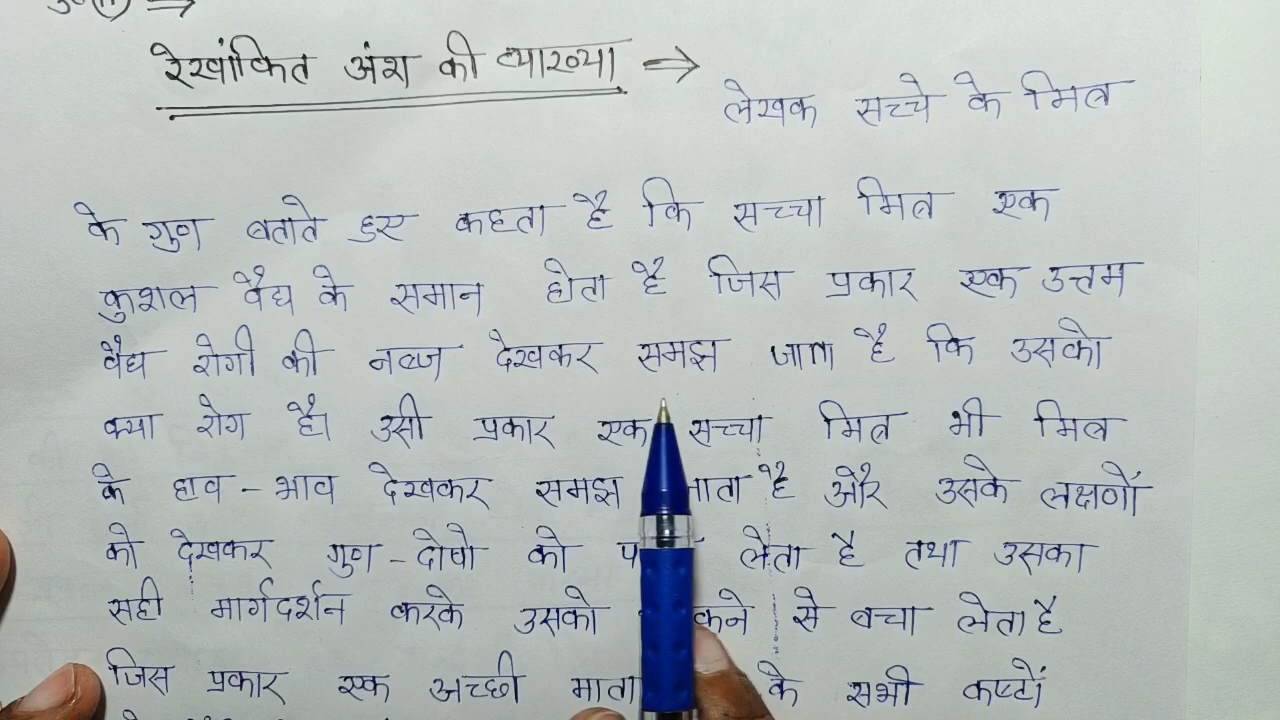 ⇒
रेखांकित अंश की व्याख्या →
लेखक सच्चे के मित्र
के गुण बताते हुए कहता है कि सच्चा मित्र एक
कुशल वैद्य के समान होता है जिस प्रकार एक उत्तम
वैद्य रोगी की नब्ज देखकर समझ जाता है कि उसको
क्या रोग है। उसी प्रकार एक सच्चा मित्र भी मित्र
के हाव-भाव देखकर समझ है और उसके लक्षणों
को देखकर गुण-दोषो को लेता है तथा उसका
सही मार्गदर्शन करके उसको से बचा लेता है
जिस प्रकार एक अच्छी माता के सभी कष्टों